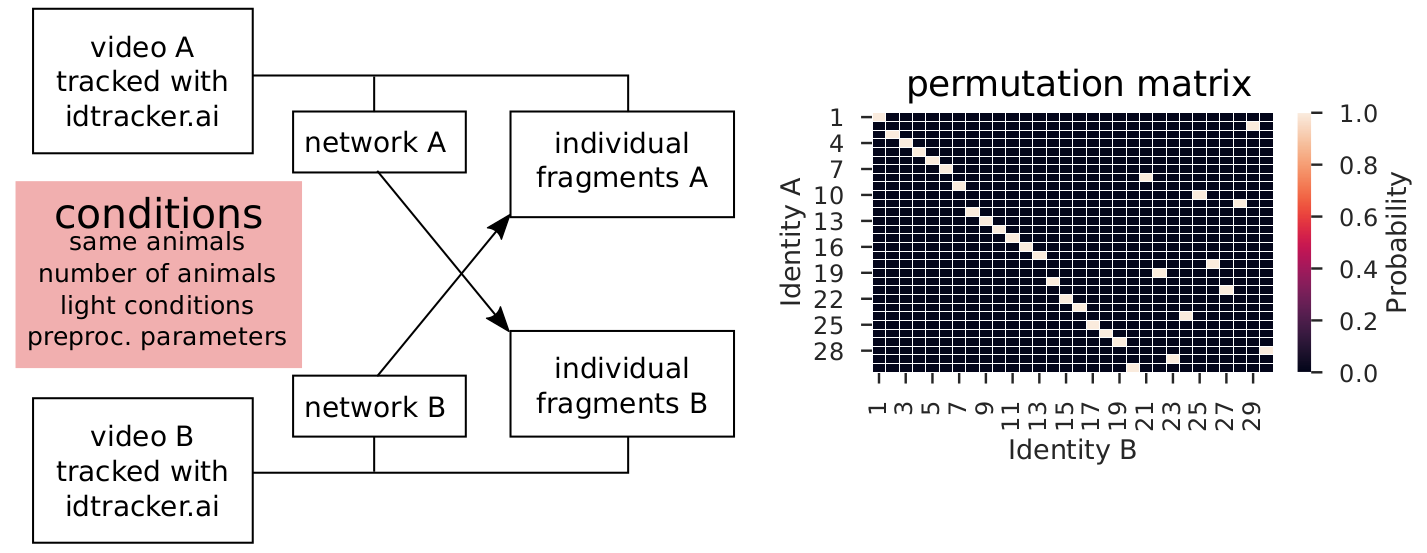 video A
tracked with
idtracker.ai
network A
individual
fragments A
conditions
same animals
number of animals
light conditions
preproc. parameters
network B
individual
fragments B
video B
tracked with
idtracker.ai
permutation matrix
Identity A
1
4
7
10
13
16
19
22
25
28
1
3
5
7
9
11
13
15
17
19
21
23
25
27
29
Identity B
1.0
0.8
0.6
0.4
0.2
0.0
Probability